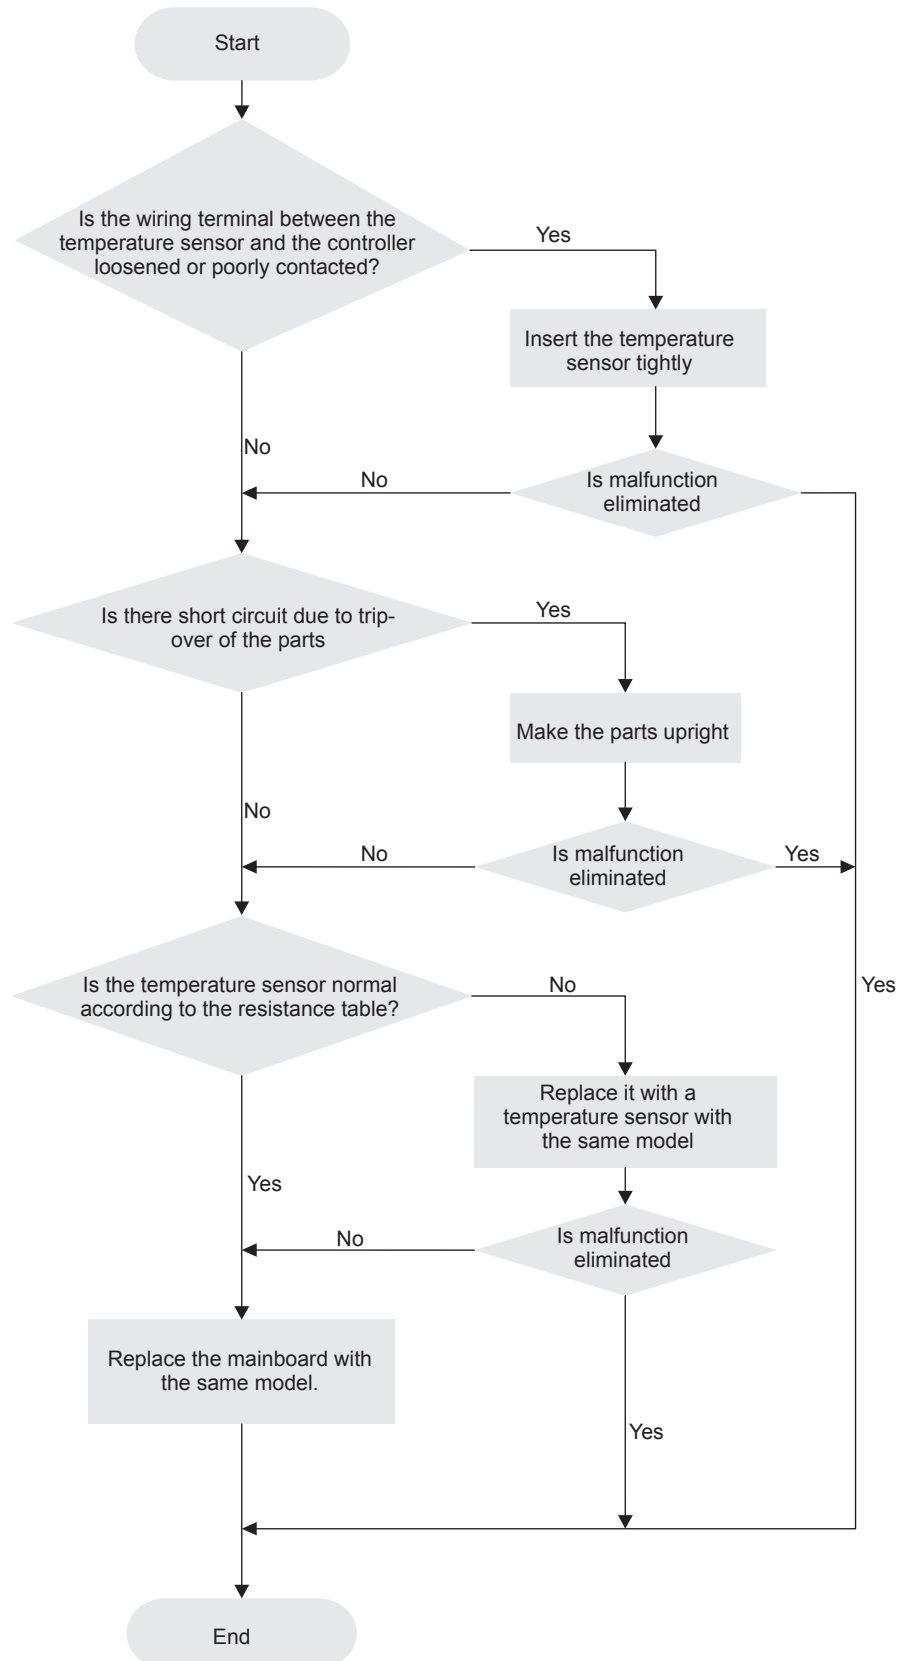 Start
Is the wiring terminal between the
temperature sensor and the controller
loosened or poorly contacted?
Yes
Insert the temperature
sensor tightly
No
No
Is malfunction
eliminated
Is there short circuit due to trip-
over of the parts
Yes
Make the parts upright
No
No
Is malfunction
eliminated
Yes
Is the temperature sensor normal
according to the resistance table?
No
Yes
Replace it with a
temperature sensor with
the same model
Yes
No
Is malfunction
eliminated
Replace the mainboard with
the same model.
Yes
End